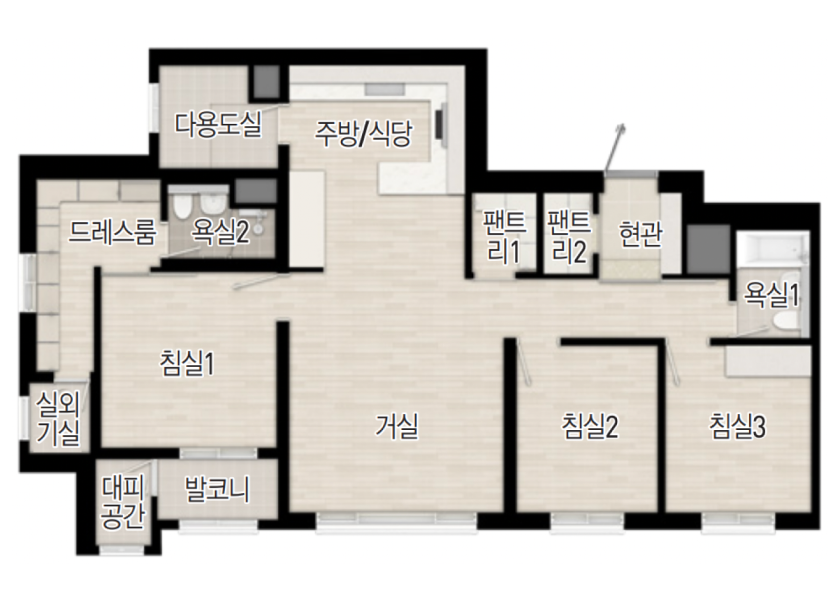 다용도실
주방/식당
드레스룸
욕실2
팬트
리1
팬트
리2
현관
욕실1
침실1
거실
침실2
침실3
실외
기실
대피
공간
발코니